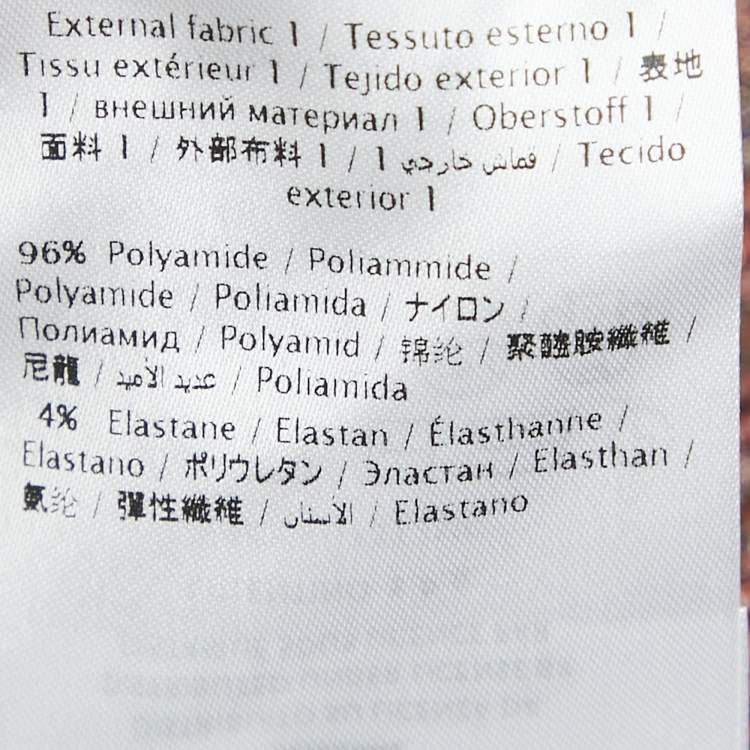 External fabric 1 / Tessuto esterno 1 /
Tissu extérieur 1 / Tejido exterior 1 / 表地
1 / внешний материал 1 / Oberstoff 1 /
面料 1 / 外部布料 1 / 1 قماش خارجي / Tecido
exterior 1
96% Polyamide / Poliammide /
Polyamide / Poliamida / ナイロン /
Полиамид / Polyamid / 锦纶 / 聚醯胺纖維 /
尼龍 / عديد الأميد / Poliamida
4% Elastane / Elastan / Élasthanne /
Elastano / ポリウレタン / Эластан / Elasthan /
氨纶 / 彈性纖維 / الأستان / Elastano